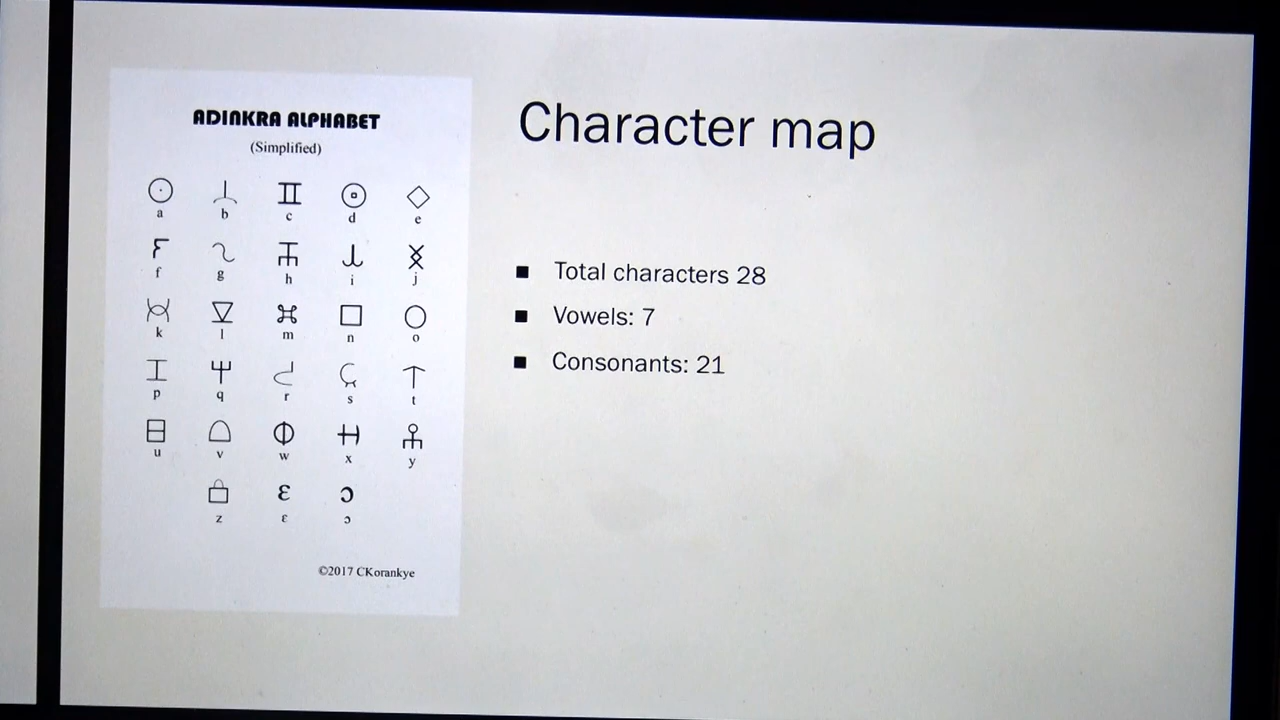 ADINKRA ALPHABET
(Simplified)
a b c d e
f g h i j
k l m n o
p q r s t
u v w x y
z ε ɔ
©2017 CKorankye
Character map
■ Total characters 28
■ Vowels: 7
■ Consonants: 21